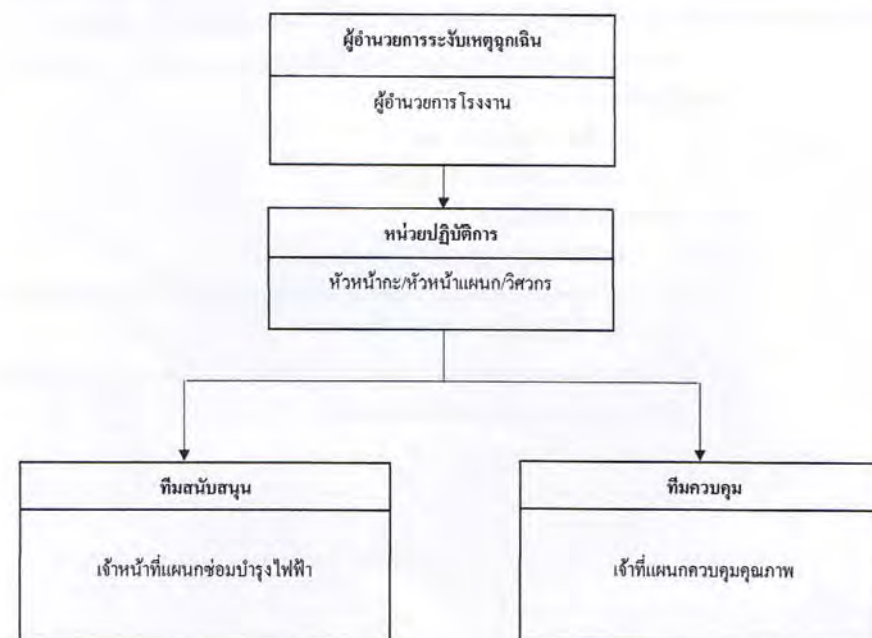 ผู้อำนวยการระงับเหตุฉุกเฉิน
ผู้อำนวยการโรงงาน
หน่วยปฏิบัติการ
หัวหน้ากะ/หัวหน้าแผนก/วิศวกร
ทีมสนับสนุน
เจ้าหน้าที่แผนกซ่อมบำรุงไฟฟ้า
ทีมควบคุม
เจ้าที่แผนกควบคุมคุณภาพ